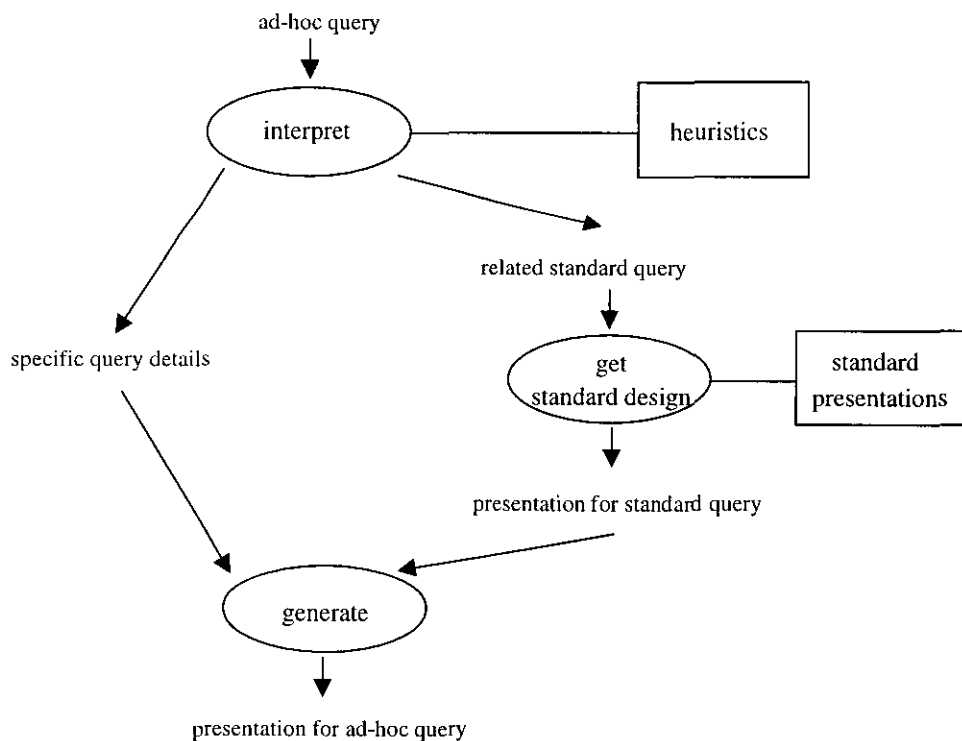 ad-hoc query
interpret
heuristics
related standard query
specific query details
get
standard design
standard
presentations
presentation for standard query
generate
presentation for ad-hoc query